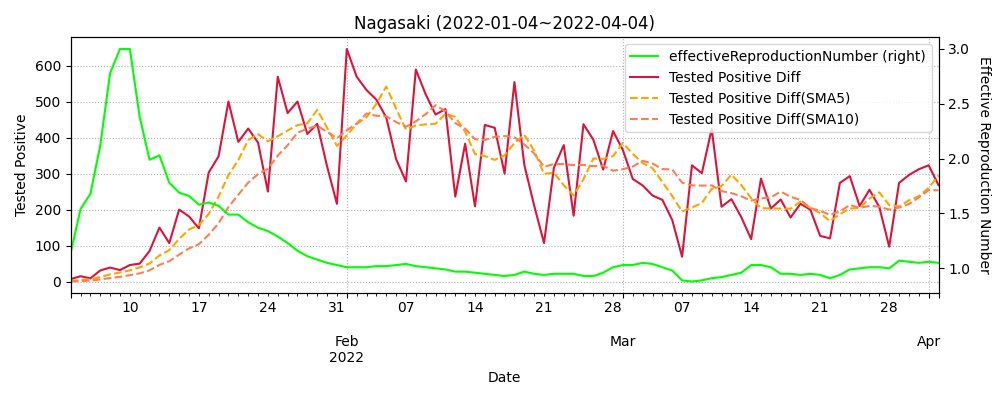 Nagasaki (2022-01-04~2022-04-04)
effectiveReproductionNumber (right)
Tested Positive Diff
Tested Positive Diff(SMA5)
Tested Positive Diff(SMA10)
Tested Positive
600
500
400
300
200
100
0
3.0
2.5
2.0
1.5
1.0
Effective Reproduction Number
10 17 24 31 07 14 21 28 07 14 21 28
Feb Mar Apr
2022
Date